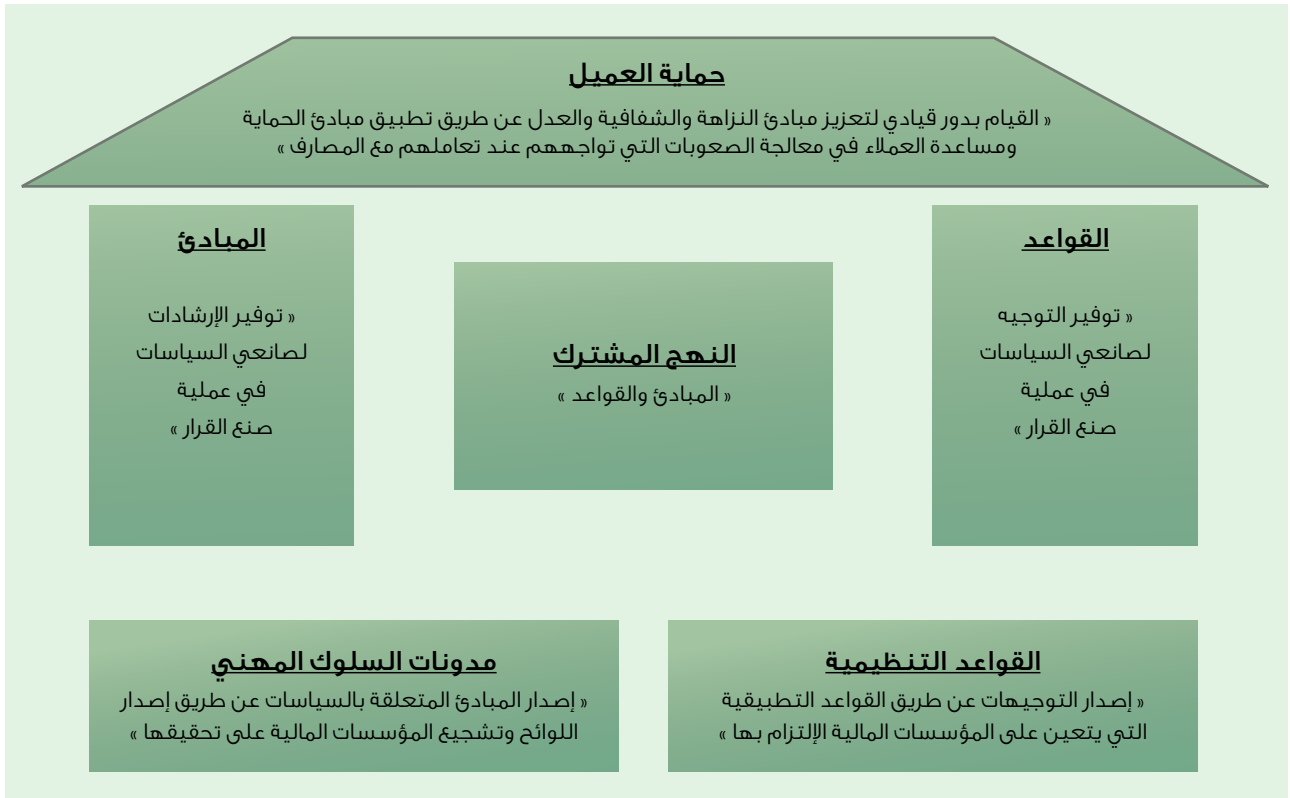 حماية العميل
« القيام بدور قيادي لتعزيز مبادئ النزاهة والشفافية والعدل عن طريق تطبيق مبادئ الحماية
ومساعدة العملاء في معالجة الصعوبات التي تواجههم عند تعاملهم مع المصارف »
القواعد
« توفير التوجيه
لصانعي السياسات
في عملية
صنع القرار »
النهج المشترك
« المبادئ والقواعد »
المبادئ
« توفير الإرشادات
لصانعي السياسات
في عملية
صنع القرار »
القواعد التنظيمية
« إصدار التوجيهات عن طريق القواعد التطبيقية
التي يتعين على المؤسسات المالية الإلتزام بها »
مدونات السلوك المهني
« إصدار المبادئ المتعلقة بالسياسات عن طريق إصدار
اللوائح وتشجيع المؤسسات المالية على تحقيقها »